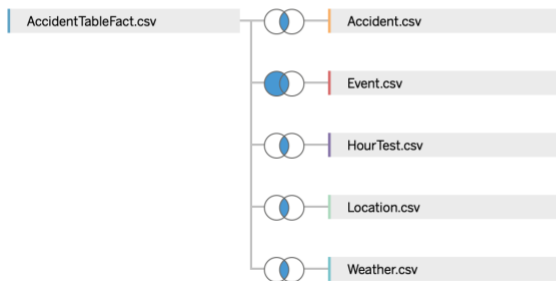 AccidentTableFact.csv
Accident.csv
Event.csv
HourTest.csv
Location.csv
Weather.csv